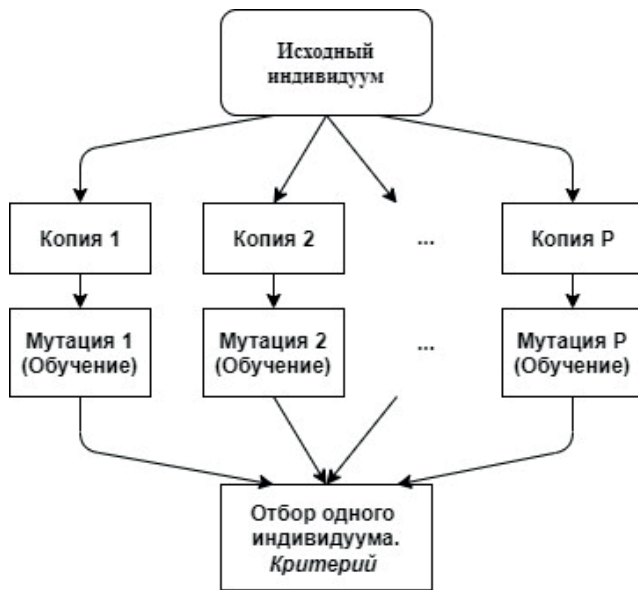 Исходный
индивидуум
Копия 1
Копия 2
...
Копия P
Мутация 1
(Обучение)
Мутация 2
(Обучение)
...
Мутация P
(Обучение)
Отбор одного
индивидуума.
Критерий